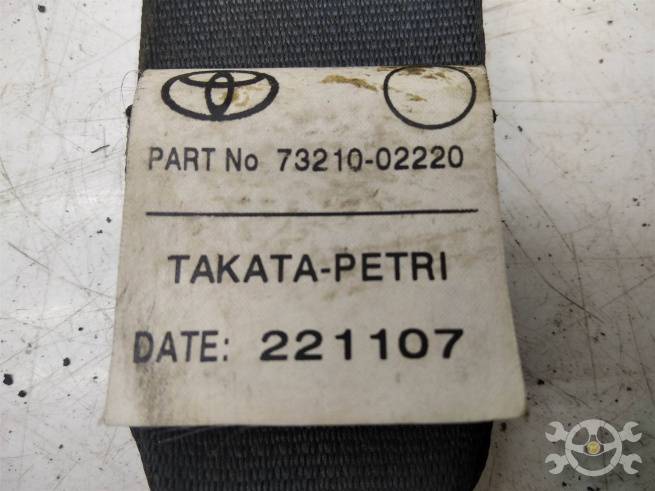 PART No 73210-02220
TAKATA-PETRI
DATE: 221107